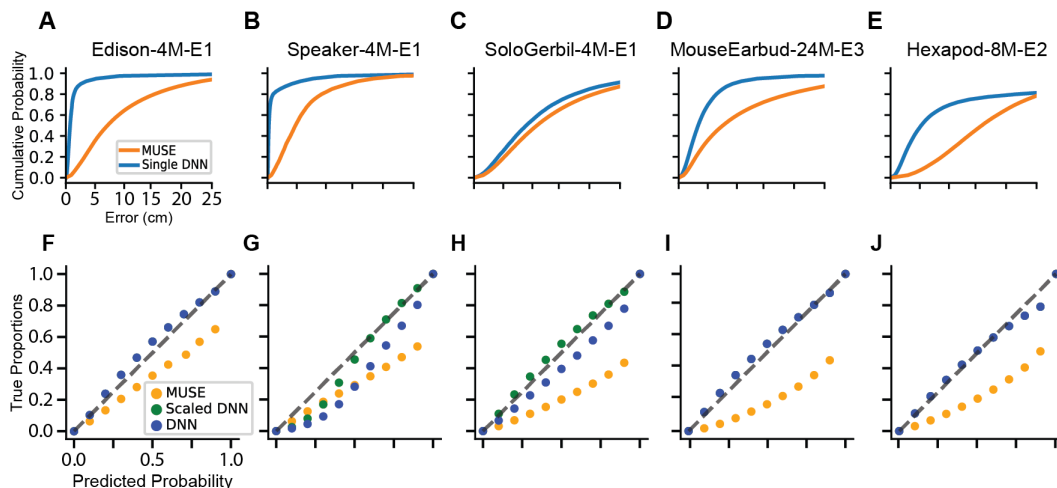 A B C D E
Edison-4M-E1 Speaker-4M-E1 SoloGerbil-4M-E1 MouseEarbud-24M-E3 Hexapod-8M-E2
Cumulative Probability
1.0
0.8
0.6
0.4
0.2
0.0
MUSE
Single DNN
0 5 10 15 20 25
Error (cm)
F G H I J
True Proportions
1.0
0.8
0.6
0.4
0.2
0.0
MUSE
Scaled DNN
DNN
0.0 0.5 1.0
Predicted Probability